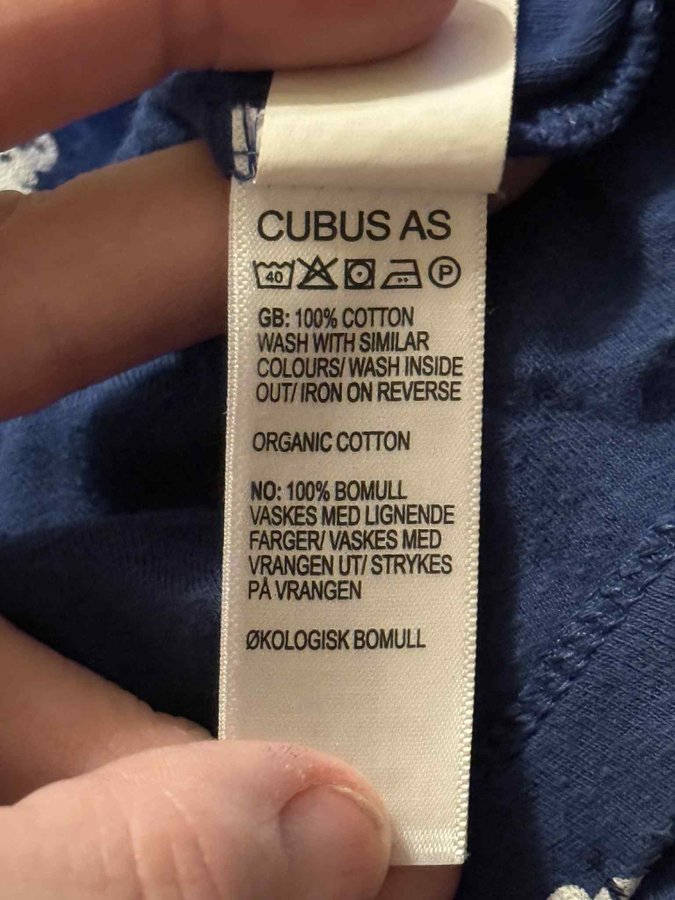 CUBUS AS
40 P
GB: 100% COTTON
WASH WITH SIMILAR
COLOURS/ WASH INSIDE
OUT/ IRON ON REVERSE
ORGANIC COTTON
NO: 100% BOMULL
VASKES MED LIGNENDE
FARGER/ VASKES MED
VRANGEN UT/ STRYKES
PÅ VRANGEN
ØKOLOGISK BOMULL